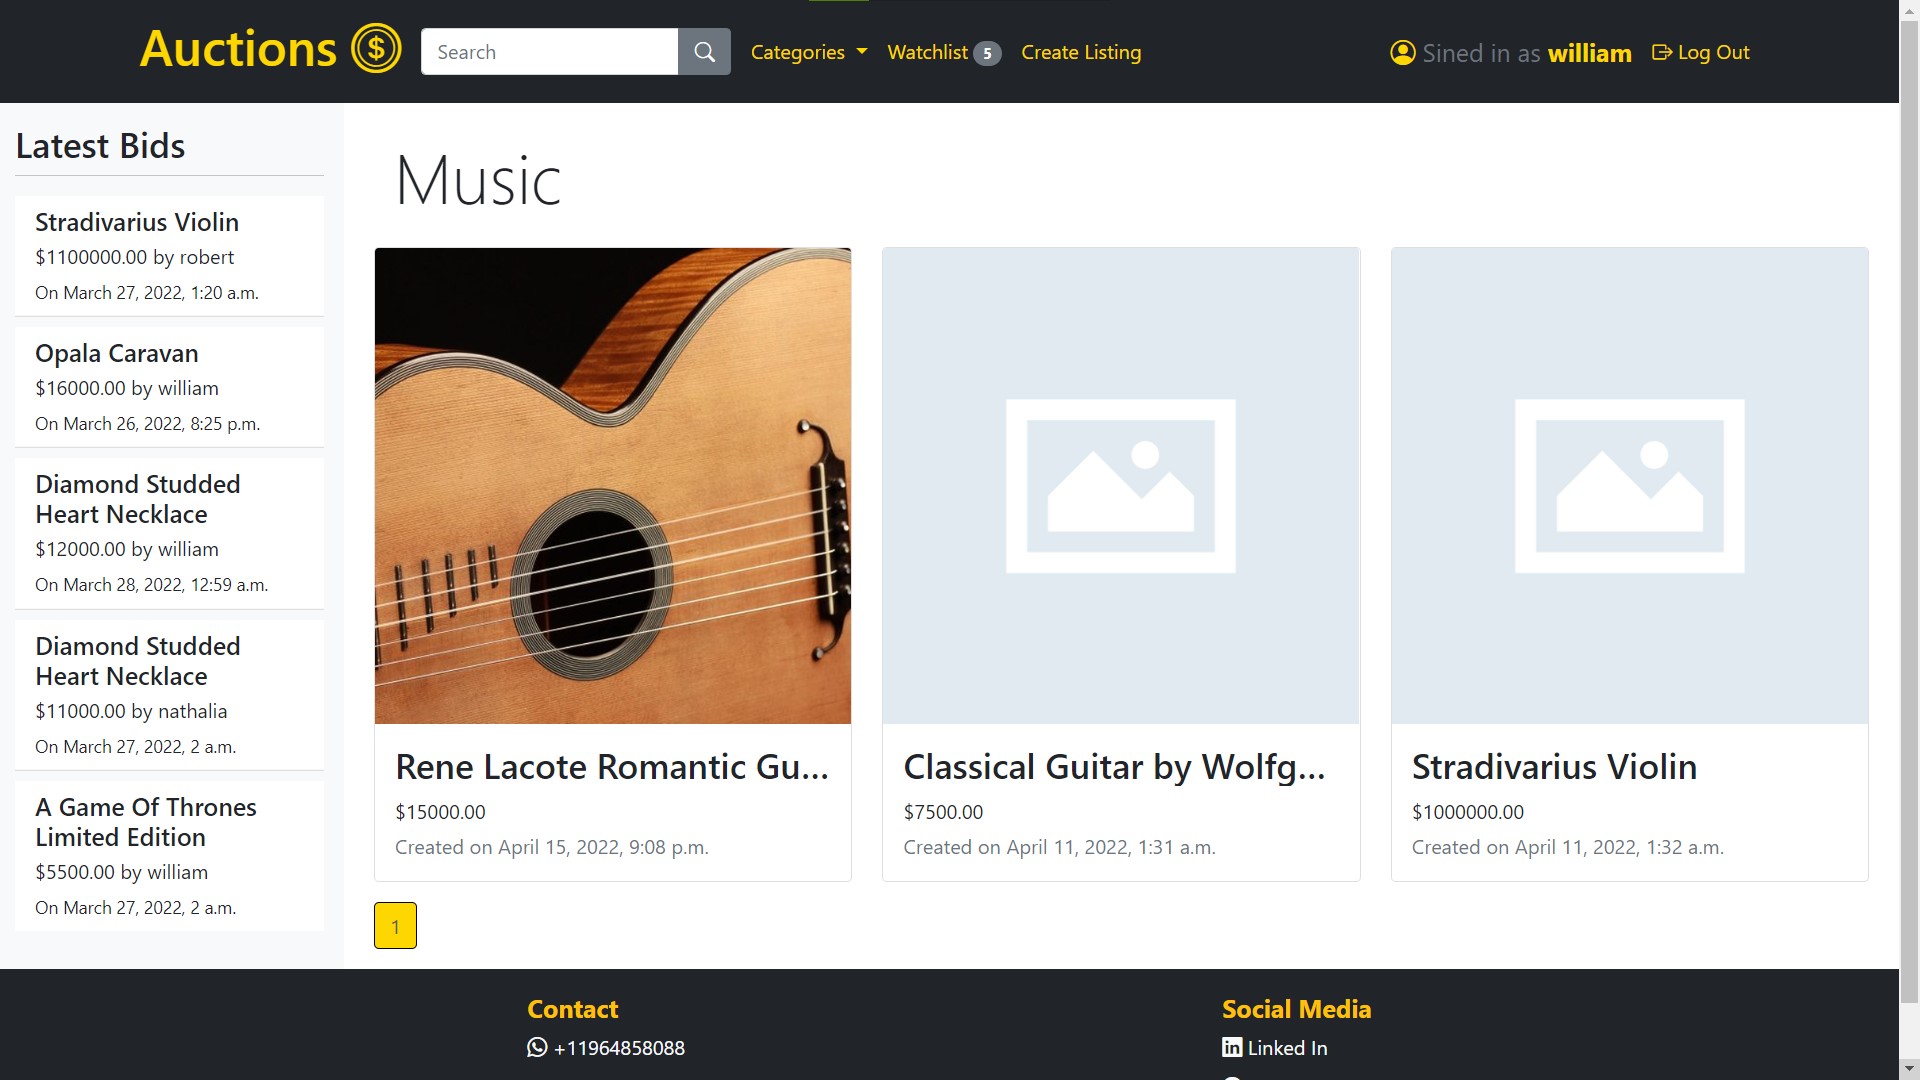 Auctions $ Search Categories Watchlist 5 Create Listing Sined in as william Log Out
Latest Bids
Stradivarius Violin
$1100000.00 by robert
On March 27, 2022, 1:20 a.m.
Opala Caravan
$16000.00 by william
On March 26, 2022, 8:25 p.m.
Diamond Studded
Heart Necklace
$12000.00 by william
On March 28, 2022, 12:59 a.m.
Diamond Studded
Heart Necklace
$11000.00 by nathalia
On March 27, 2022, 2 a.m.
A Game Of Thrones
Limited Edition
$5500.00 by william
On March 27, 2022, 2 a.m.
Music
Rene Lacote Romantic Gu...
$15000.00
Created on April 15, 2022, 9:08 p.m.
Classical Guitar by Wolfg...
$7500.00
Created on April 11, 2022, 1:31 a.m.
Stradivarius Violin
$1000000.00
Created on April 11, 2022, 1:32 a.m.
1
Contact
+11964858088
Social Media
Linked In